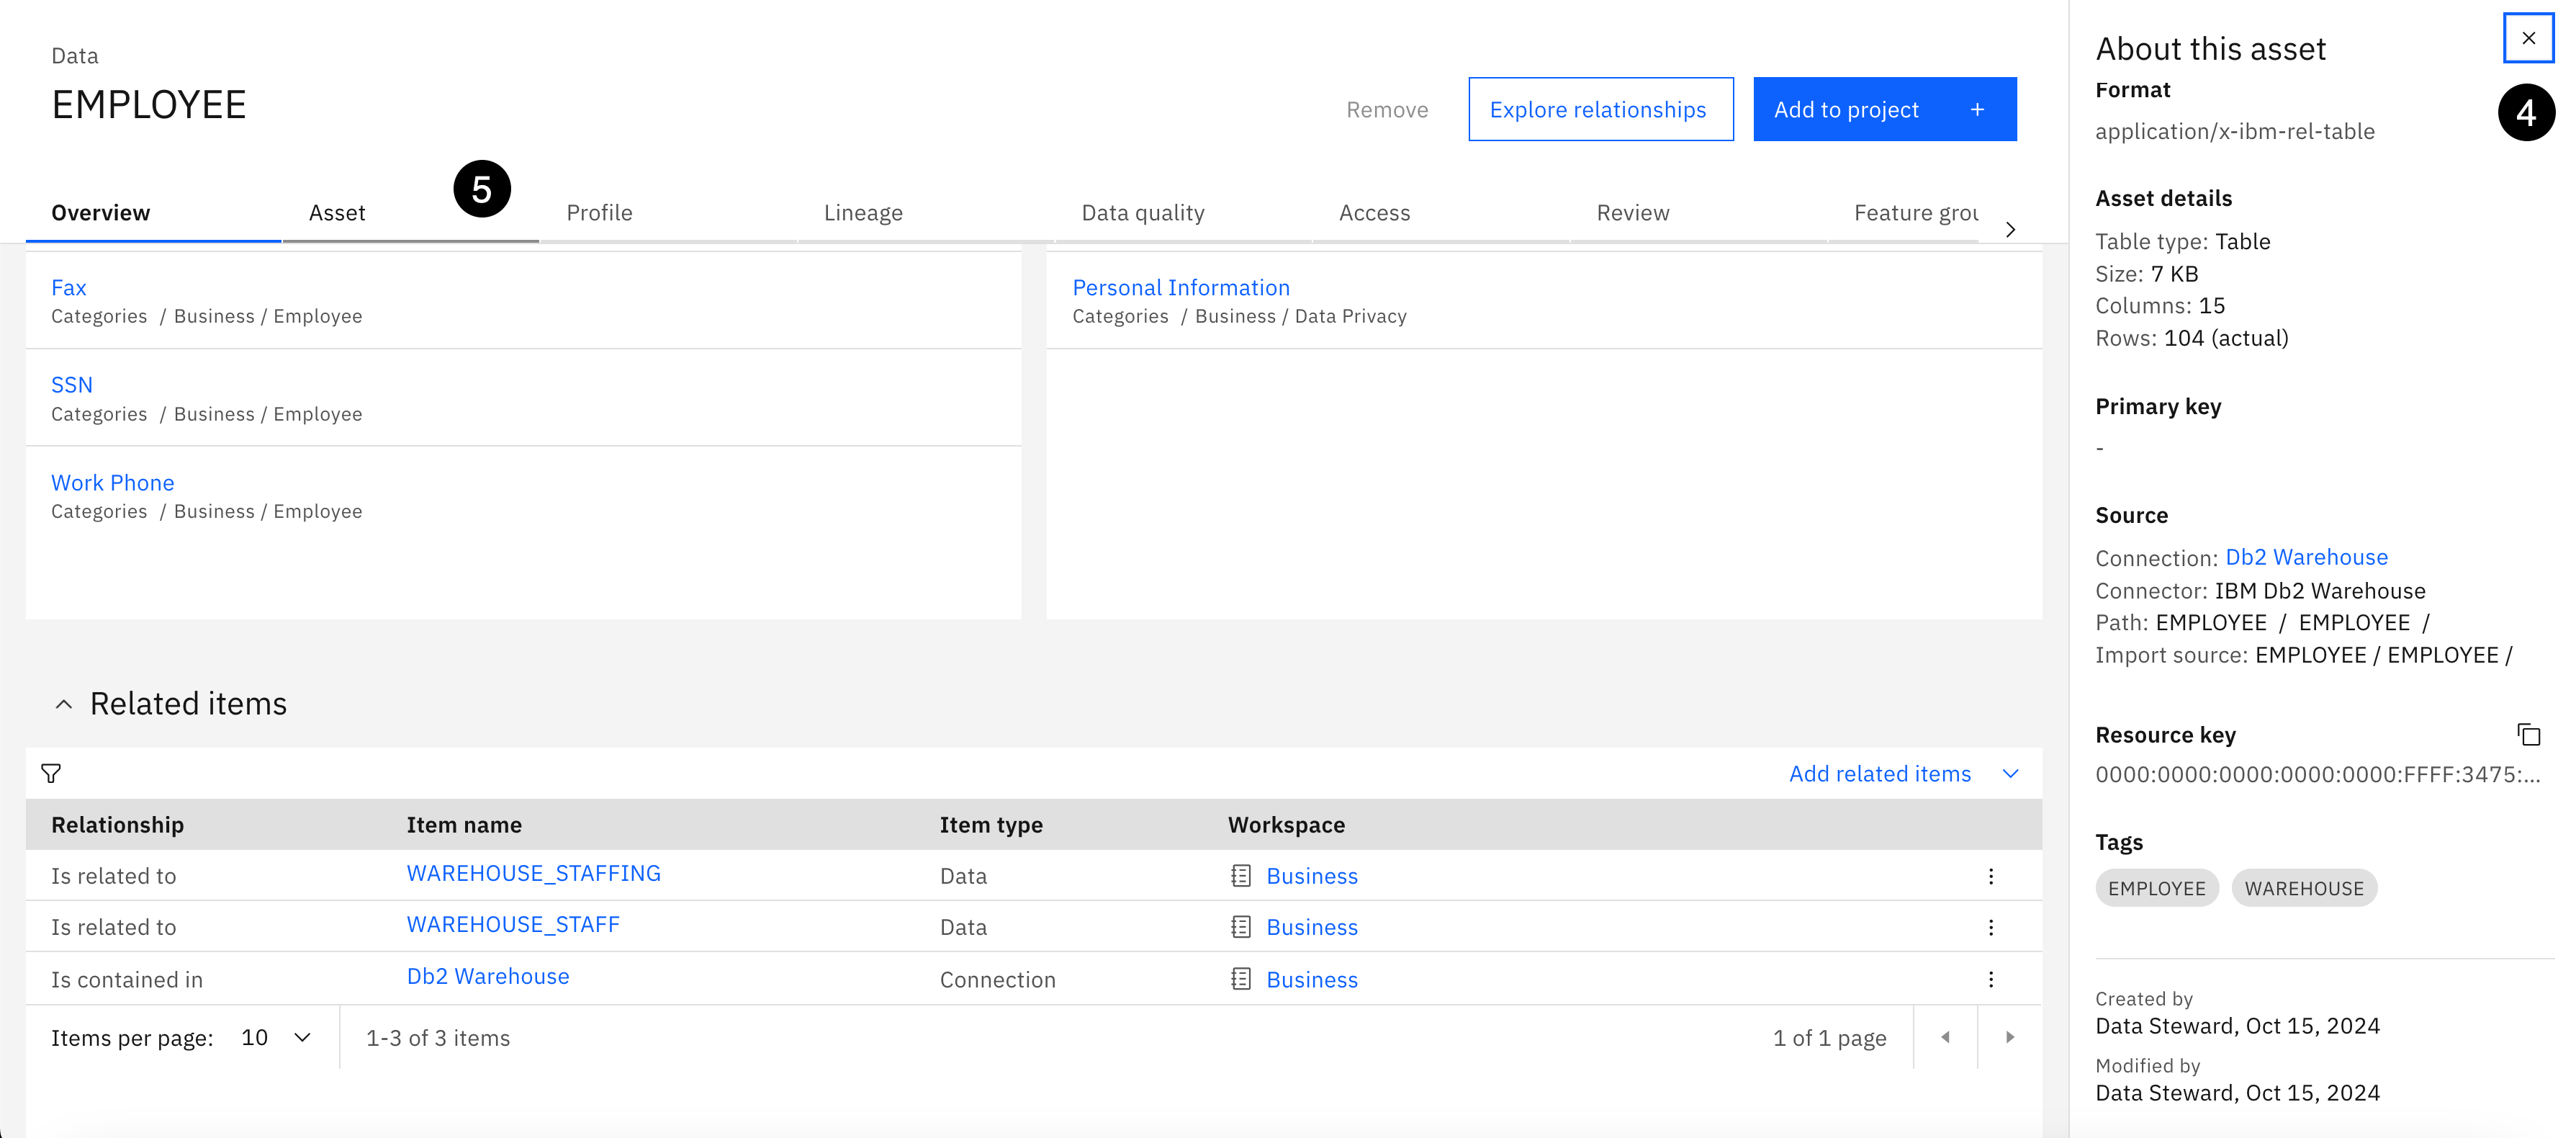 Data
EMPLOYEE
Remove
Explore relationships
Add to project +
5
Overview
Asset
Profile
Lineage
Data quality
Access
Review
Feature grou
Fax
Categories / Business / Employee
SSN
Categories / Business / Employee
Work Phone
Categories / Business / Employee
Personal Information
Categories / Business / Data Privacy
Related items
Add related items
Relationship Item name Item type Workspace
Is related to WAREHOUSE_STAFFING Data Business
Is related to WAREHOUSE_STAFF Data Business
Is contained in Db2 Warehouse Connection Business
Items per page: 10 1-3 of 3 items 1 of 1 page
About this asset
4
Format
application/x-ibm-rel-table
Asset details
Table type: Table
Size: 7 KB
Columns: 15
Rows: 104 (actual)
Primary key
-
Source
Connection: Db2 Warehouse
Connector: IBM Db2 Warehouse
Path: EMPLOYEE / EMPLOYEE /
Import source: EMPLOYEE / EMPLOYEE /
Resource key
0000:0000:0000:0000:0000:FFFF:3475:...
Tags
EMPLOYEE WAREHOUSE
Created by
Data Steward, Oct 15, 2024
Modified by
Data Steward, Oct 15, 2024